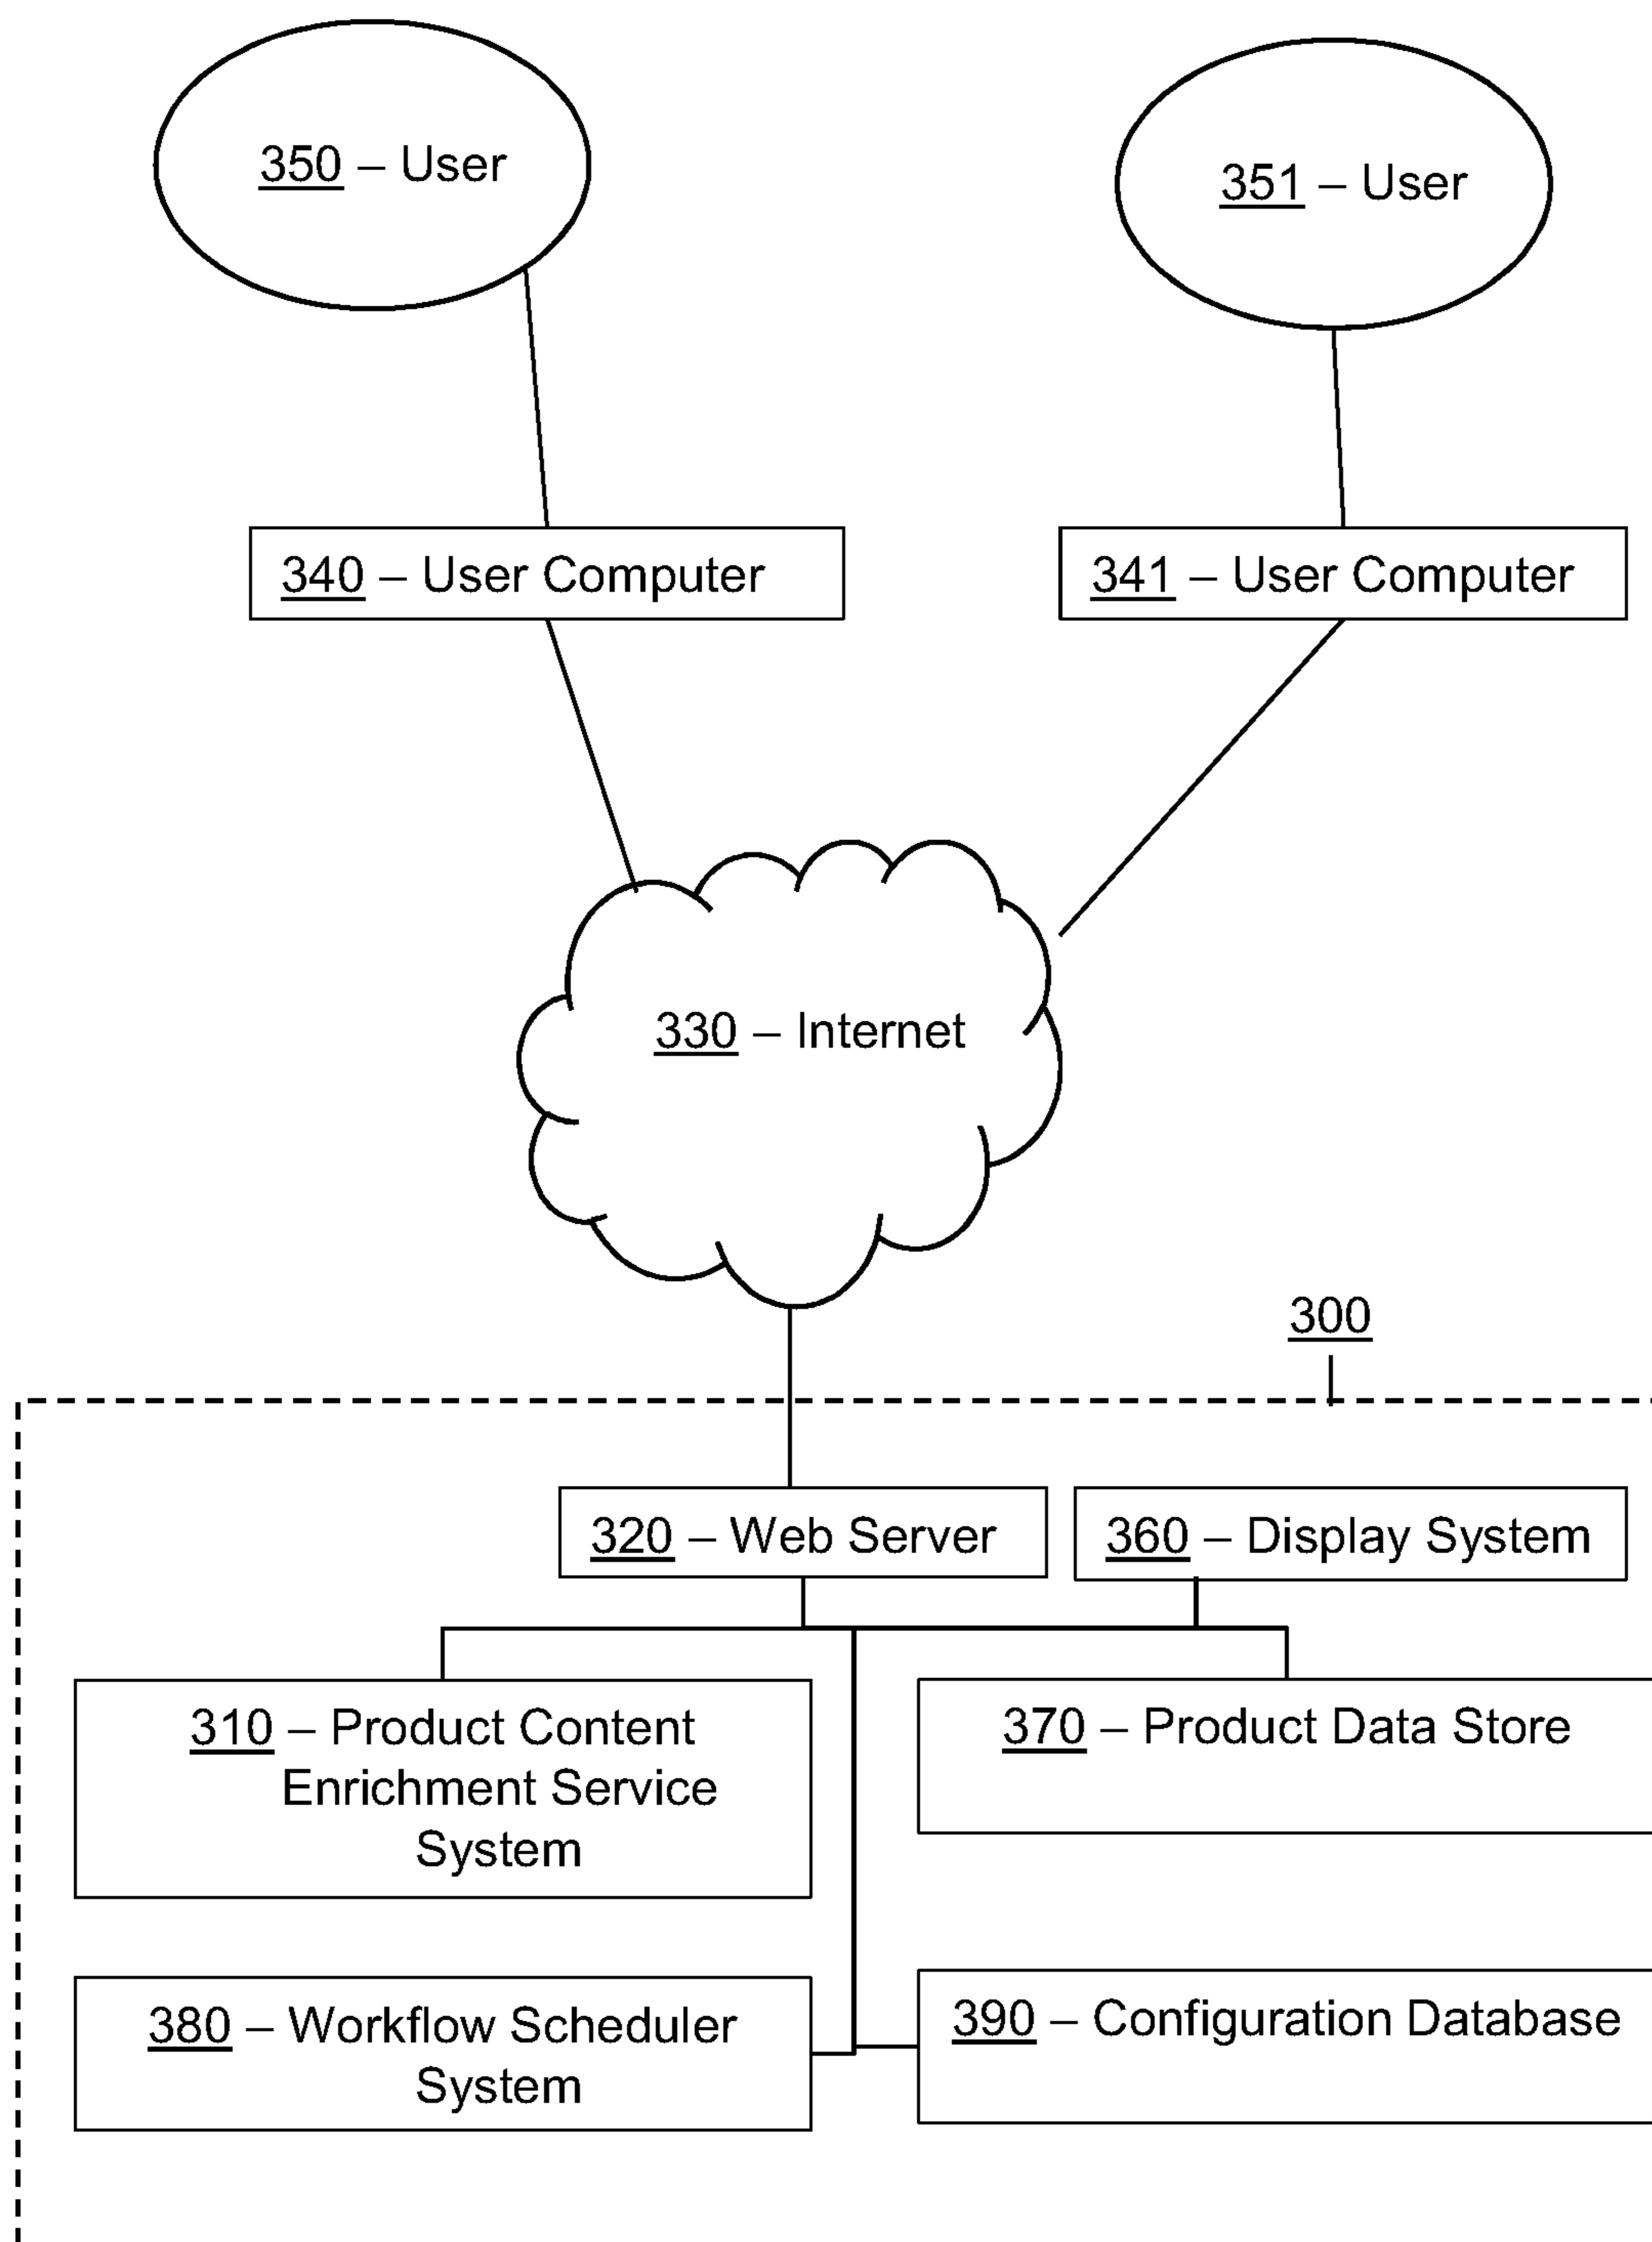 350 – User
351 – User
340 – User Computer
341 – User Computer
330 – Internet
300
320 – Web Server
360 – Display System
310 – Product Content
Enrichment Service
System
370 – Product Data Store
380 – Workflow Scheduler
System
390 – Configuration Database